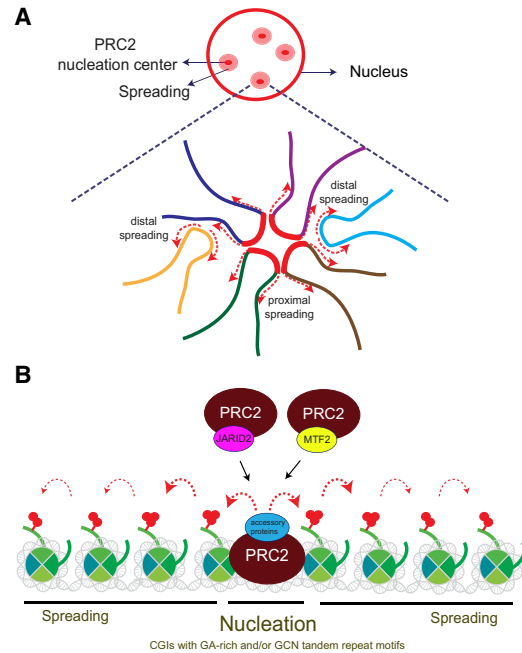 A
PRC2
nucleation center
Spreading
Nucleus
distal
spreading
distal
spreading
proximal
spreading
B
PRC2
JARID2
PRC2
MTF2
accessory
proteins
PRC2
Spreading
Nucleation
Spreading
CGIs with GA-rich and/or GCN tandem repeat motifs